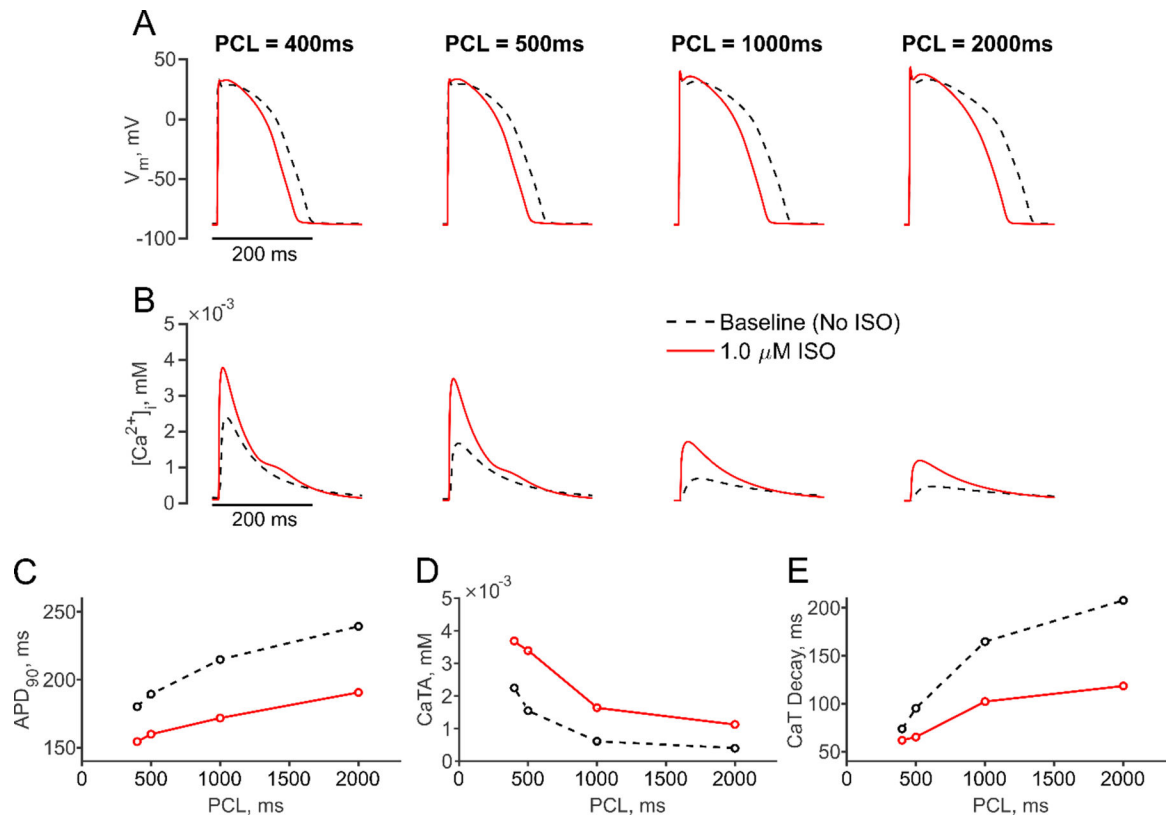 A
PCL = 400ms
PCL = 500ms
PCL = 1000ms
PCL = 2000ms
50
0
-50
-100
Vm, mV
200 ms
B
×10-3
5
4
3
2
1
0
[Ca2+]i, mM
200 ms
Baseline (No ISO)
1.0 μM ISO
C
250
200
150
APD90, ms
0 500 1000 1500 2000
PCL, ms
D
×10-3
5
4
3
2
1
0
CaTA, mM
0 500 1000 1500 2000
PCL, ms
E
200
150
100
50
CaT Decay, ms
0 500 1000 1500 2000
PCL, ms